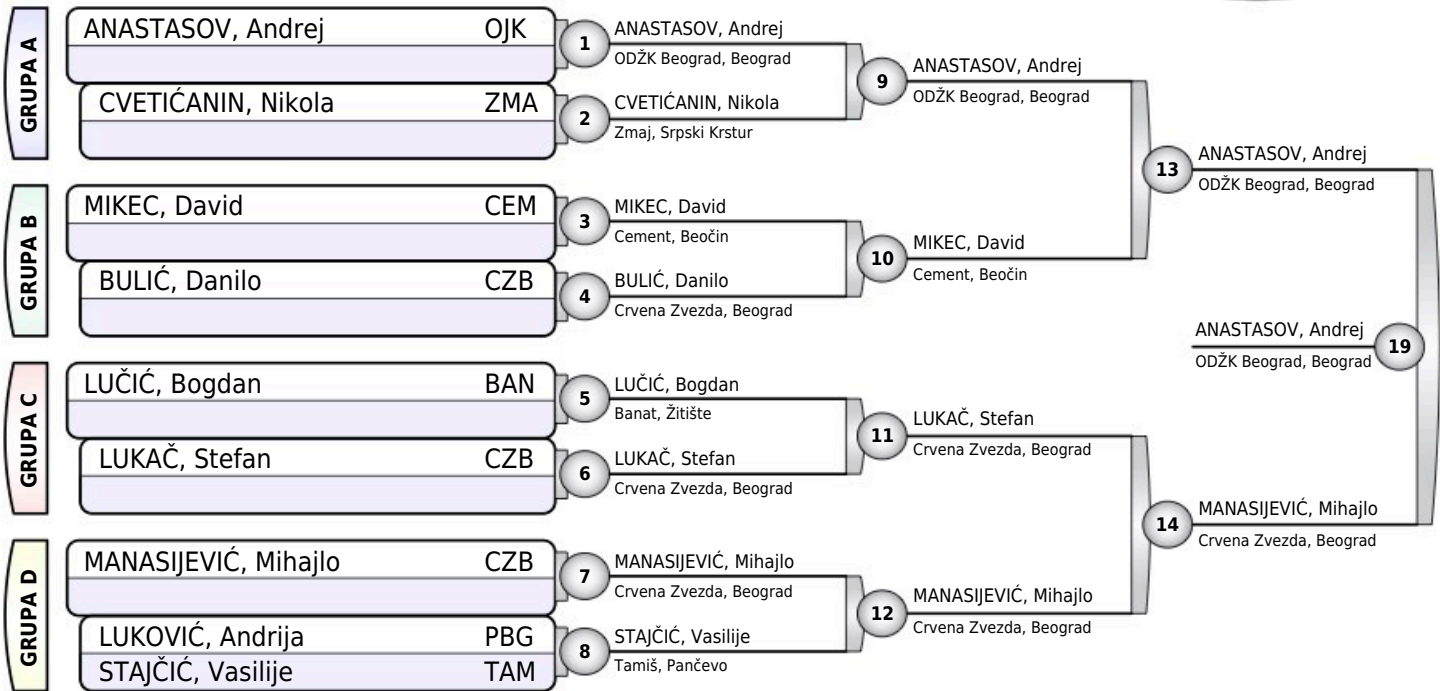 GRUPA A
ANASTASOV, Andrej OJK
CVETIĆANIN, Nikola ZMA
1
ANASTASOV, Andrej
ODŽK Beograd, Beograd
2
CVETIĆANIN, Nikola
Zmaj, Srpski Krstur
9
ANASTASOV, Andrej
ODŽK Beograd, Beograd
GRUPA B
MIKEC, David CEM
BULIĆ, Danilo CZB
3
MIKEC, David
Cement, Beočin
4
BULIĆ, Danilo
Crvena Zvezda, Beograd
10
MIKEC, David
Cement, Beočin
13
ANASTASOV, Andrej
ODŽK Beograd, Beograd
GRUPA C
LUČIĆ, Bogdan BAN
LUKAČ, Stefan CZB
5
LUČIĆ, Bogdan
Banat, Žitište
6
LUKAČ, Stefan
Crvena Zvezda, Beograd
11
LUKAČ, Stefan
Crvena Zvezda, Beograd
GRUPA D
MANASIJEVIĆ, Mihajlo CZB
LUKOVIĆ, Andrija PBG
STAJČIĆ, Vasilije TAM
7
MANASIJEVIĆ, Mihajlo
Crvena Zvezda, Beograd
8
STAJČIĆ, Vasilije
Tamiš, Pančevo
12
MANASIJEVIĆ, Mihajlo
Crvena Zvezda, Beograd
14
MANASIJEVIĆ, Mihajlo
Crvena Zvezda, Beograd
ANASTASOV, Andrej
ODŽK Beograd, Beograd
19